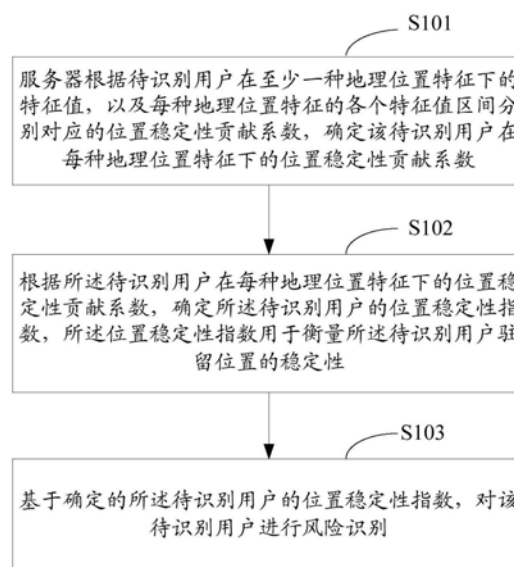 S101
服务器根据待识别用户在至少一种地理位置特征下的
特征值，以及每种地理位置特征的各个特征值区间分
别对应的位置稳定性贡献系数，确定该待识别用户在
每种地理位置特征下的位置稳定性贡献系数
S102
根据所述待识别用户在每种地理位置特征下的位置稳
定性贡献系数，确定所述待识别用户的位置稳定性指
数，所述位置稳定性指数用于衡量所述待识别用户驻
留位置的稳定性
S103
基于确定的所述待识别用户的位置稳定性指数，对该
待识别用户进行风险识别